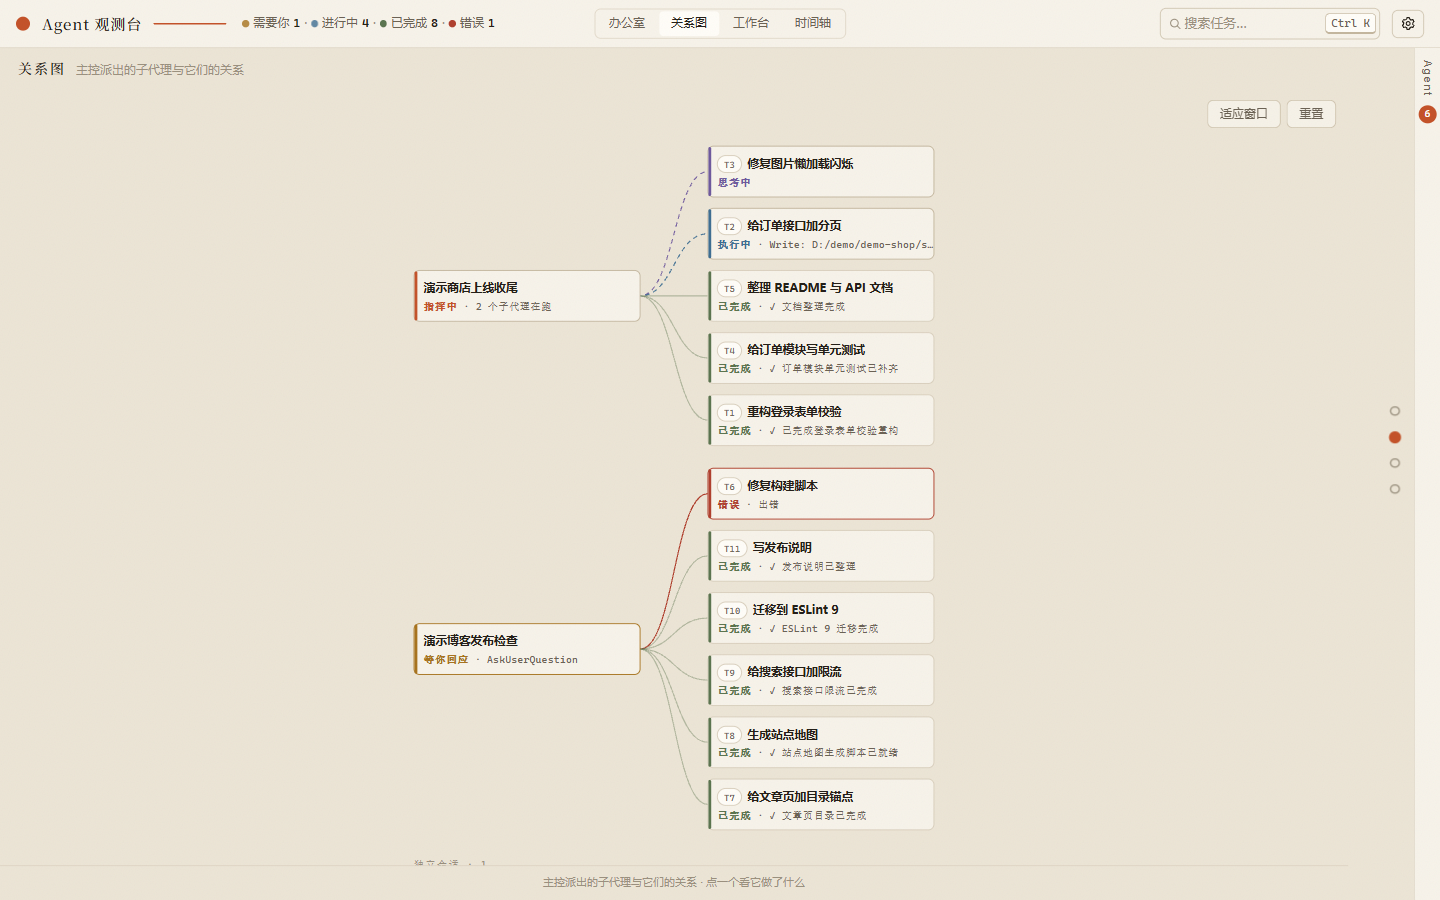 Agent 观测台
需要你 1 · 进行中 4 · 已完成 8 · 错误 1
办公室 关系图 工作台 时间轴
搜索任务... Ctrl K
关系图 主控派出的子代理与它们的关系
Agent
6
适应窗口 重置
T3 修复图片懒加载闪烁
思考中
T2 给订单接口加分页
执行中 · Write: D:/demo/demo-shop/s…
演示商店上线收尾
指挥中 · 2 个子代理在跑
T5 整理 README 与 API 文档
已完成 · ✓ 文档整理完成
T4 给订单模块写单元测试
已完成 · ✓ 订单模块单元测试已补齐
T1 重构登录表单校验
已完成 · ✓ 已完成登录表单校验重构
T6 修复构建脚本
错误 · 出错
T11 写发布说明
已完成 · ✓ 发布说明已整理
T10 迁移到 ESLint 9
已完成 · ✓ ESLint 9 迁移完成
演示博客发布检查
等你回应 · AskUserQuestion
T9 给搜索接口加限流
已完成 · ✓ 搜索接口限流已完成
T8 生成站点地图
已完成 · ✓ 站点地图生成脚本已就绪
T7 给文章页加目录锚点
已完成 · ✓ 文章页目录已完成
独立会话 · 1
主控派出的子代理与它们的关系 · 点一个看它做了什么